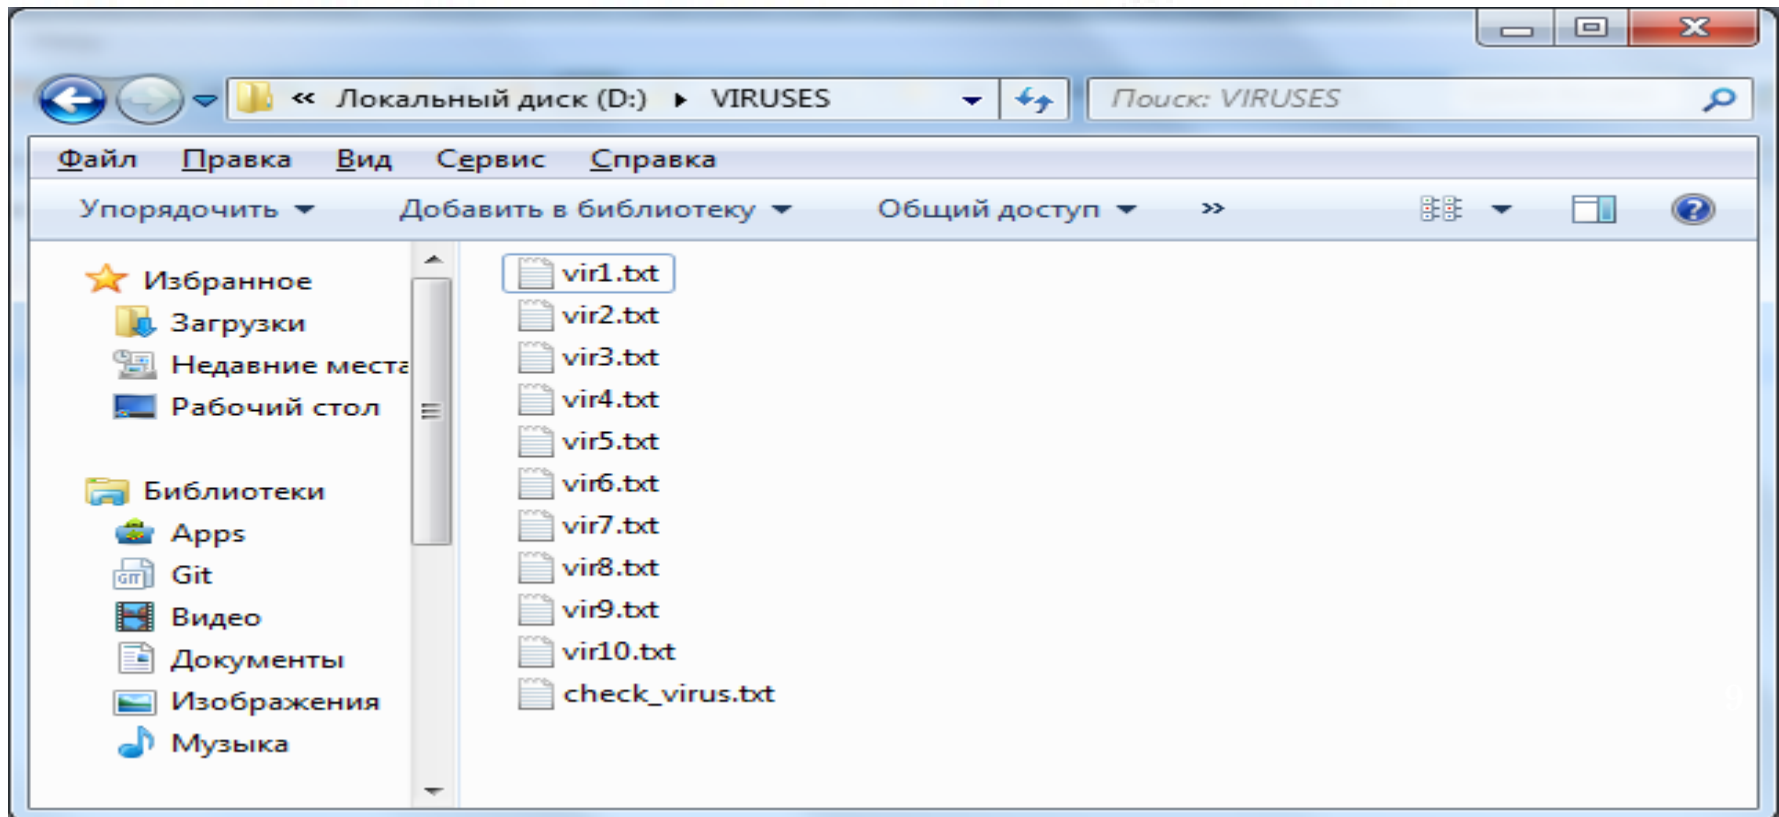 « Локальный диск (D:) ▸ VIRUSES
Поиск: VIRUSES
Файл Правка Вид Сервис Справка
Упорядочить Добавить в библиотеку Общий доступ »
Избранное
Загрузки
Недавние места
Рабочий стол
Библиотеки
Apps
GIT Git
Видео
Документы
Изображения
Музыка
vir1.txt
vir2.txt
vir3.txt
vir4.txt
vir5.txt
vir6.txt
vir7.txt
vir8.txt
vir9.txt
vir10.txt
check_virus.txt
9